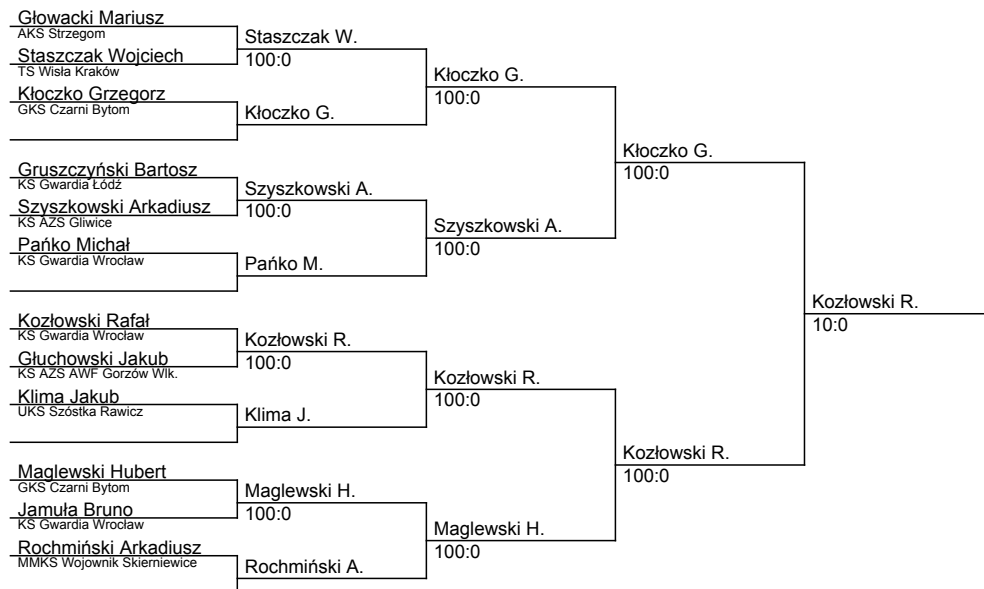 Głowacki Mariusz
AKS Strzegom
Staszczak Wojciech
TS Wisła Kraków
Kłoczko Grzegorz
GKS Czarni Bytom
Gruszczyński Bartosz
KS Gwardia Łódź
Szyszkowski Arkadiusz
KS AZS Gliwice
Pańko Michał
KS Gwardia Wrocław
Kozłowski Rafał
KS Gwardia Wrocław
Głuchowski Jakub
KS AZS AWF Gorzów Wlk.
Klima Jakub
UKS Szóstka Rawicz
Maglewski Hubert
GKS Czarni Bytom
Jamuła Bruno
KS Gwardia Wrocław
Rochmiński Arkadiusz
MMKS Wojownik Skierniewice
Staszczak W.
100:0
Kłoczko G.
Szyszkowski A.
100:0
Pańko M.
Kozłowski R.
100:0
Klima J.
Maglewski H.
100:0
Rochmiński A.
Kłoczko G.
100:0
Szyszkowski A.
100:0
Kozłowski R.
100:0
Maglewski H.
100:0
Kłoczko G.
100:0
Kozłowski R.
100:0
Kozłowski R.
10:0